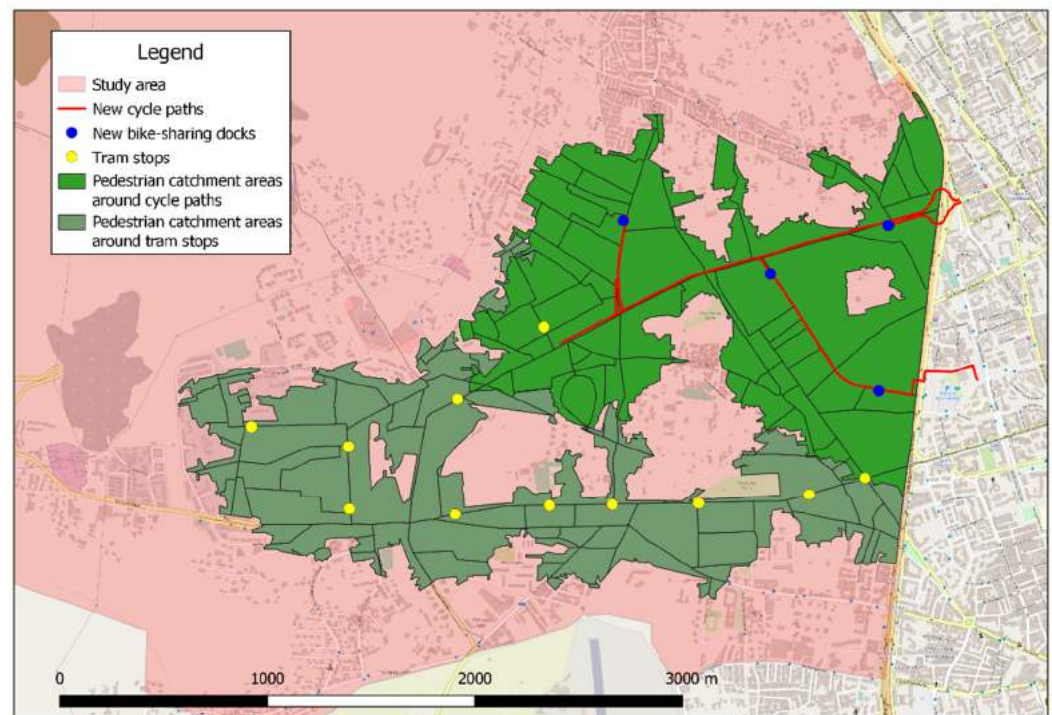 Legend
Study area
New cycle paths
New bike-sharing docks
Tram stops
Pedestrian catchment areas
around cycle paths
Pedestrian catchment areas
around tram stops
0
1000
2000
3000 m